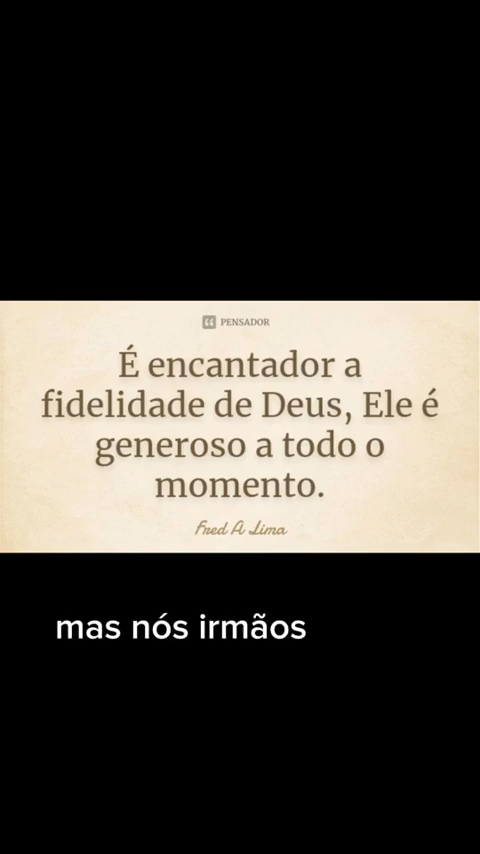 PENSADOR
É encantador a
fidelidade de Deus, Ele é
generoso a todo o
momento.
Fred A Lima
mas nós irmãos